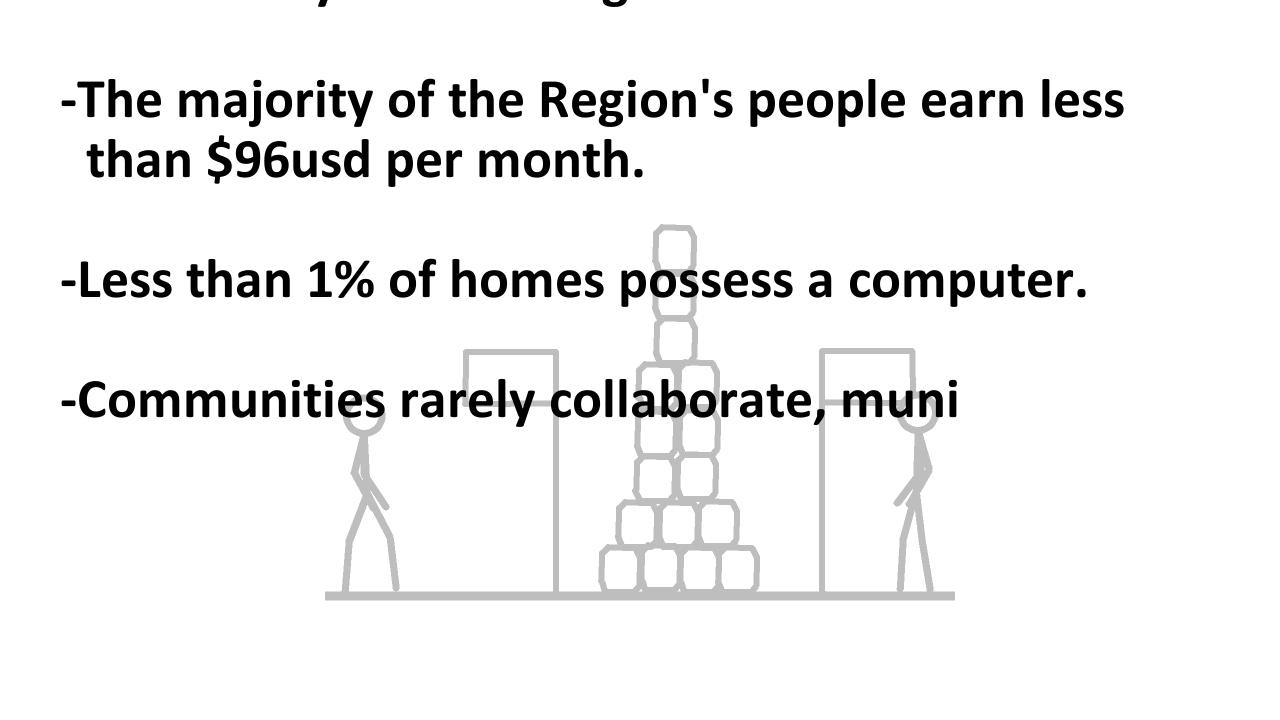 -The majority of the Region's people earn less
than $96usd per month.
-Less than 1% of homes possess a computer.
-Communities rarely collaborate, muni